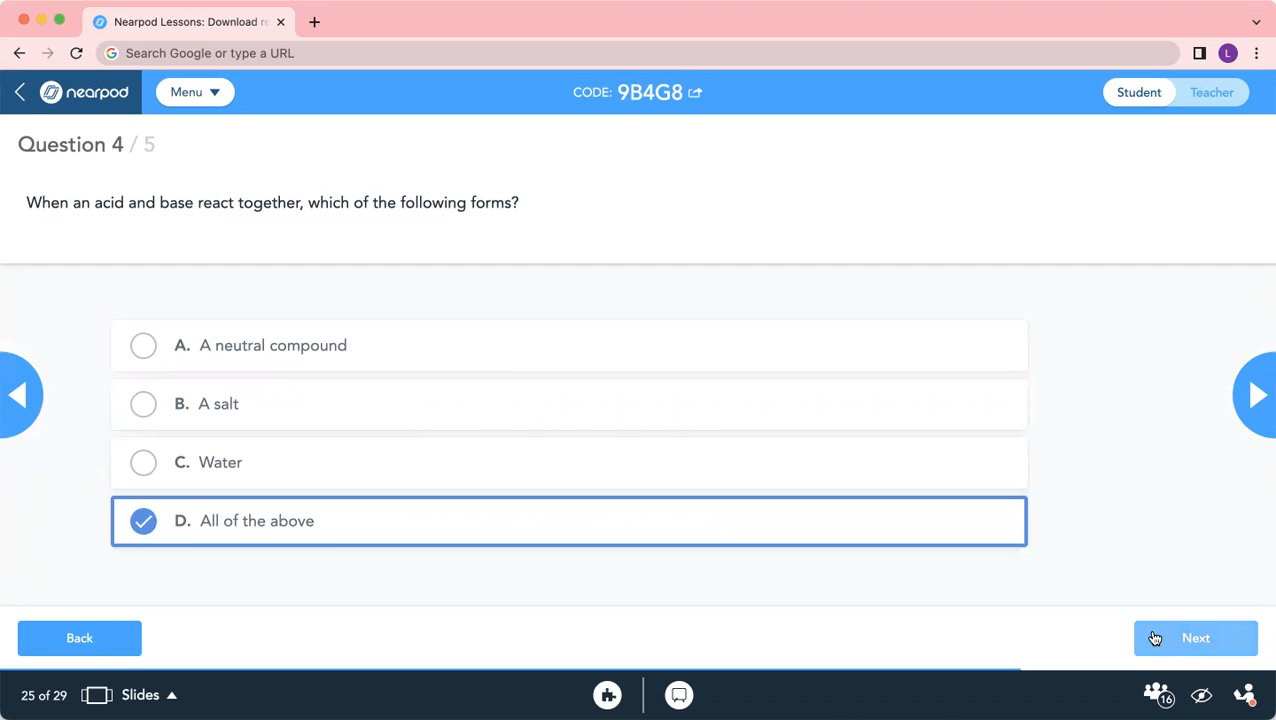 Nearpod Lessons: Download re
Search Google or type a URL
L
nearpod
Menu
CODE: 9B4G8
Student
Teacher
Question 4 / 5
When an acid and base react together, which of the following forms?
A. A neutral compound
B. A salt
C. Water
D. All of the above
Back
Next
25 of 29
Slides
16